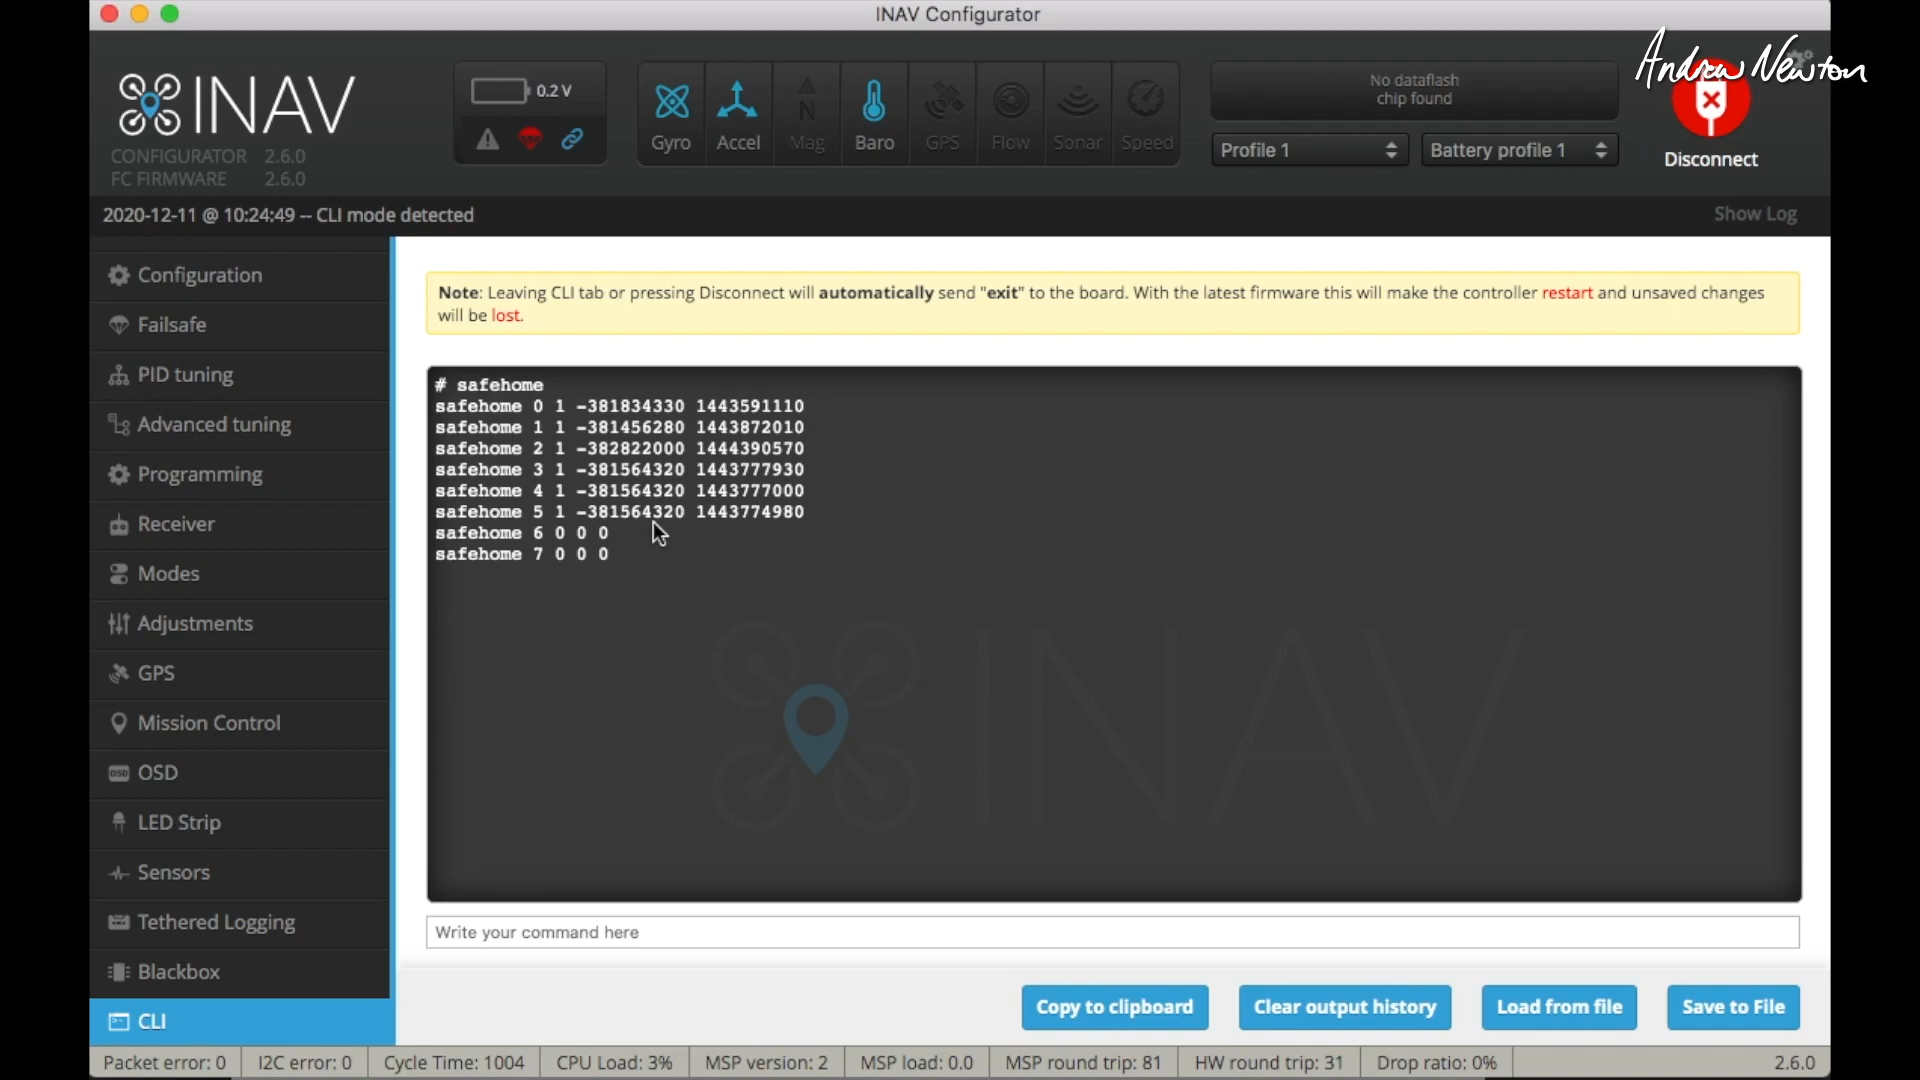 INAV Configurator
Andrew Newton
INAV
CONFIGURATOR 2.6.0
FC FIRMWARE 2.6.0
0.2 V
Gyro
Accel
Mag
Baro
GPS
Flow
Sonar
Speed
No dataflash
chip found
Profile 1
Battery profile 1
Disconnect
2020-12-11 @ 10:24:49 -- CLI mode detected
Show Log
Configuration
Failsafe
PID tuning
Advanced tuning
Programming
Receiver
Modes
Adjustments
GPS
Mission Control
OSD
OSD
LED Strip
Sensors
Tethered Logging
Blackbox
CLI
Note: Leaving CLI tab or pressing Disconnect will automatically send "exit" to the board. With the latest firmware this will make the controller restart and unsaved changes
will be lost.
# safehome
safehome 0 1 -381834330 1443591110
safehome 1 1 -381456280 1443872010
safehome 2 1 -382822000 1444390570
safehome 3 1 -381564320 1443777930
safehome 4 1 -381564320 1443777000
safehome 5 1 -381564320 1443774980
safehome 6 0 0 0
safehome 7 0 0 0
INAV
Write your command here
Copy to clipboard
Clear output history
Load from file
Save to File
Packet error: 0
I2C error: 0
Cycle Time: 1004
CPU Load: 3%
MSP version: 2
MSP load: 0.0
MSP round trip: 81
HW round trip: 31
Drop ratio: 0%
2.6.0